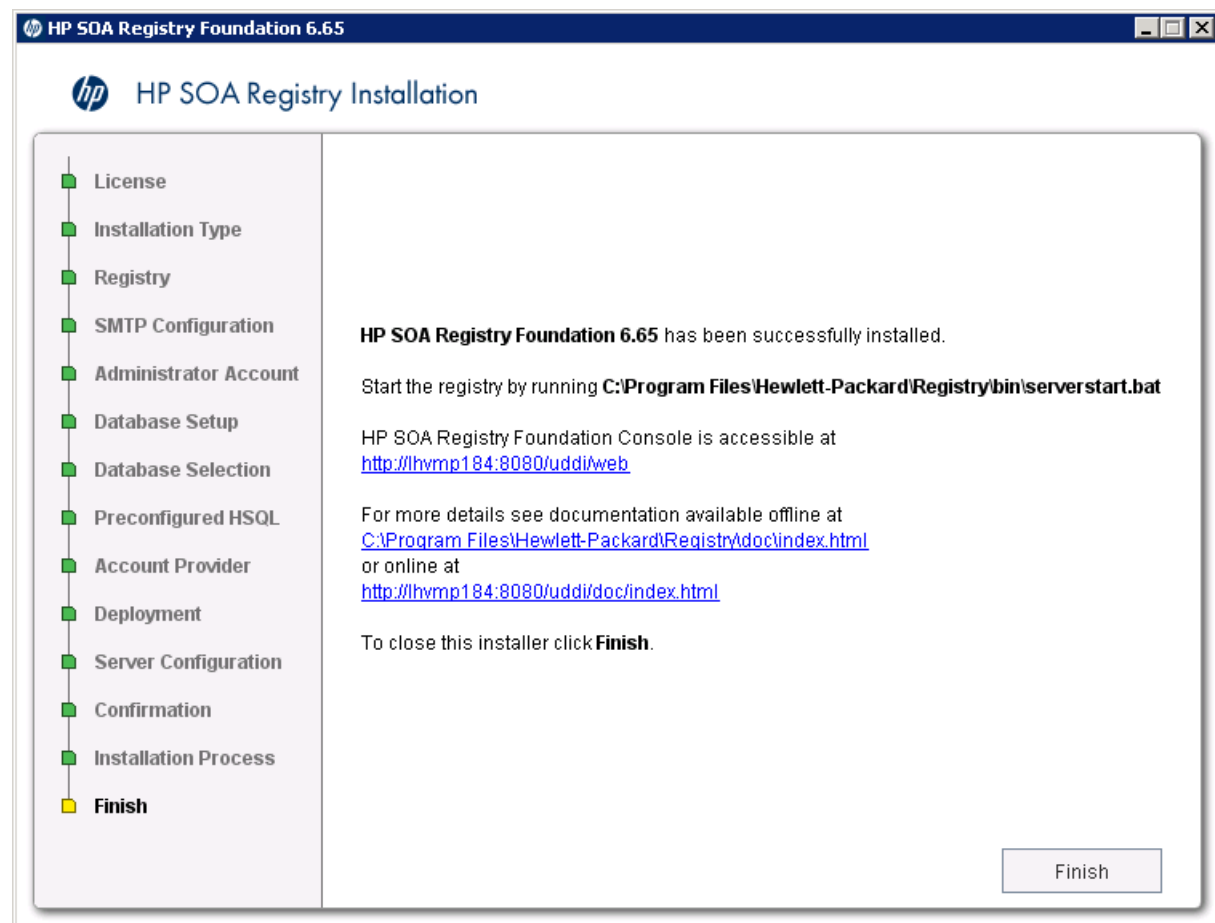 HP SOA Registry Foundation 6.65
hp HP SOA Registry Installation
License
Installation Type
Registry
SMTP Configuration
Administrator Account
Database Setup
Database Selection
Preconfigured HSQL
Account Provider
Deployment
Server Configuration
Confirmation
Installation Process
Finish
HP SOA Registry Foundation 6.65 has been successfully installed.
Start the registry by running C:\Program Files\Hewlett-Packard\Registry\bin\serverstart.bat
HP SOA Registry Foundation Console is accessible at
http://lhvmp184:8080/uddi/web
For more details see documentation available offline at
C:\Program Files\Hewlett-Packard\Registry\doc\index.html
or online at
http://lhvmp184:8080/uddi/doc/index.html
To close this installer click Finish.
Finish